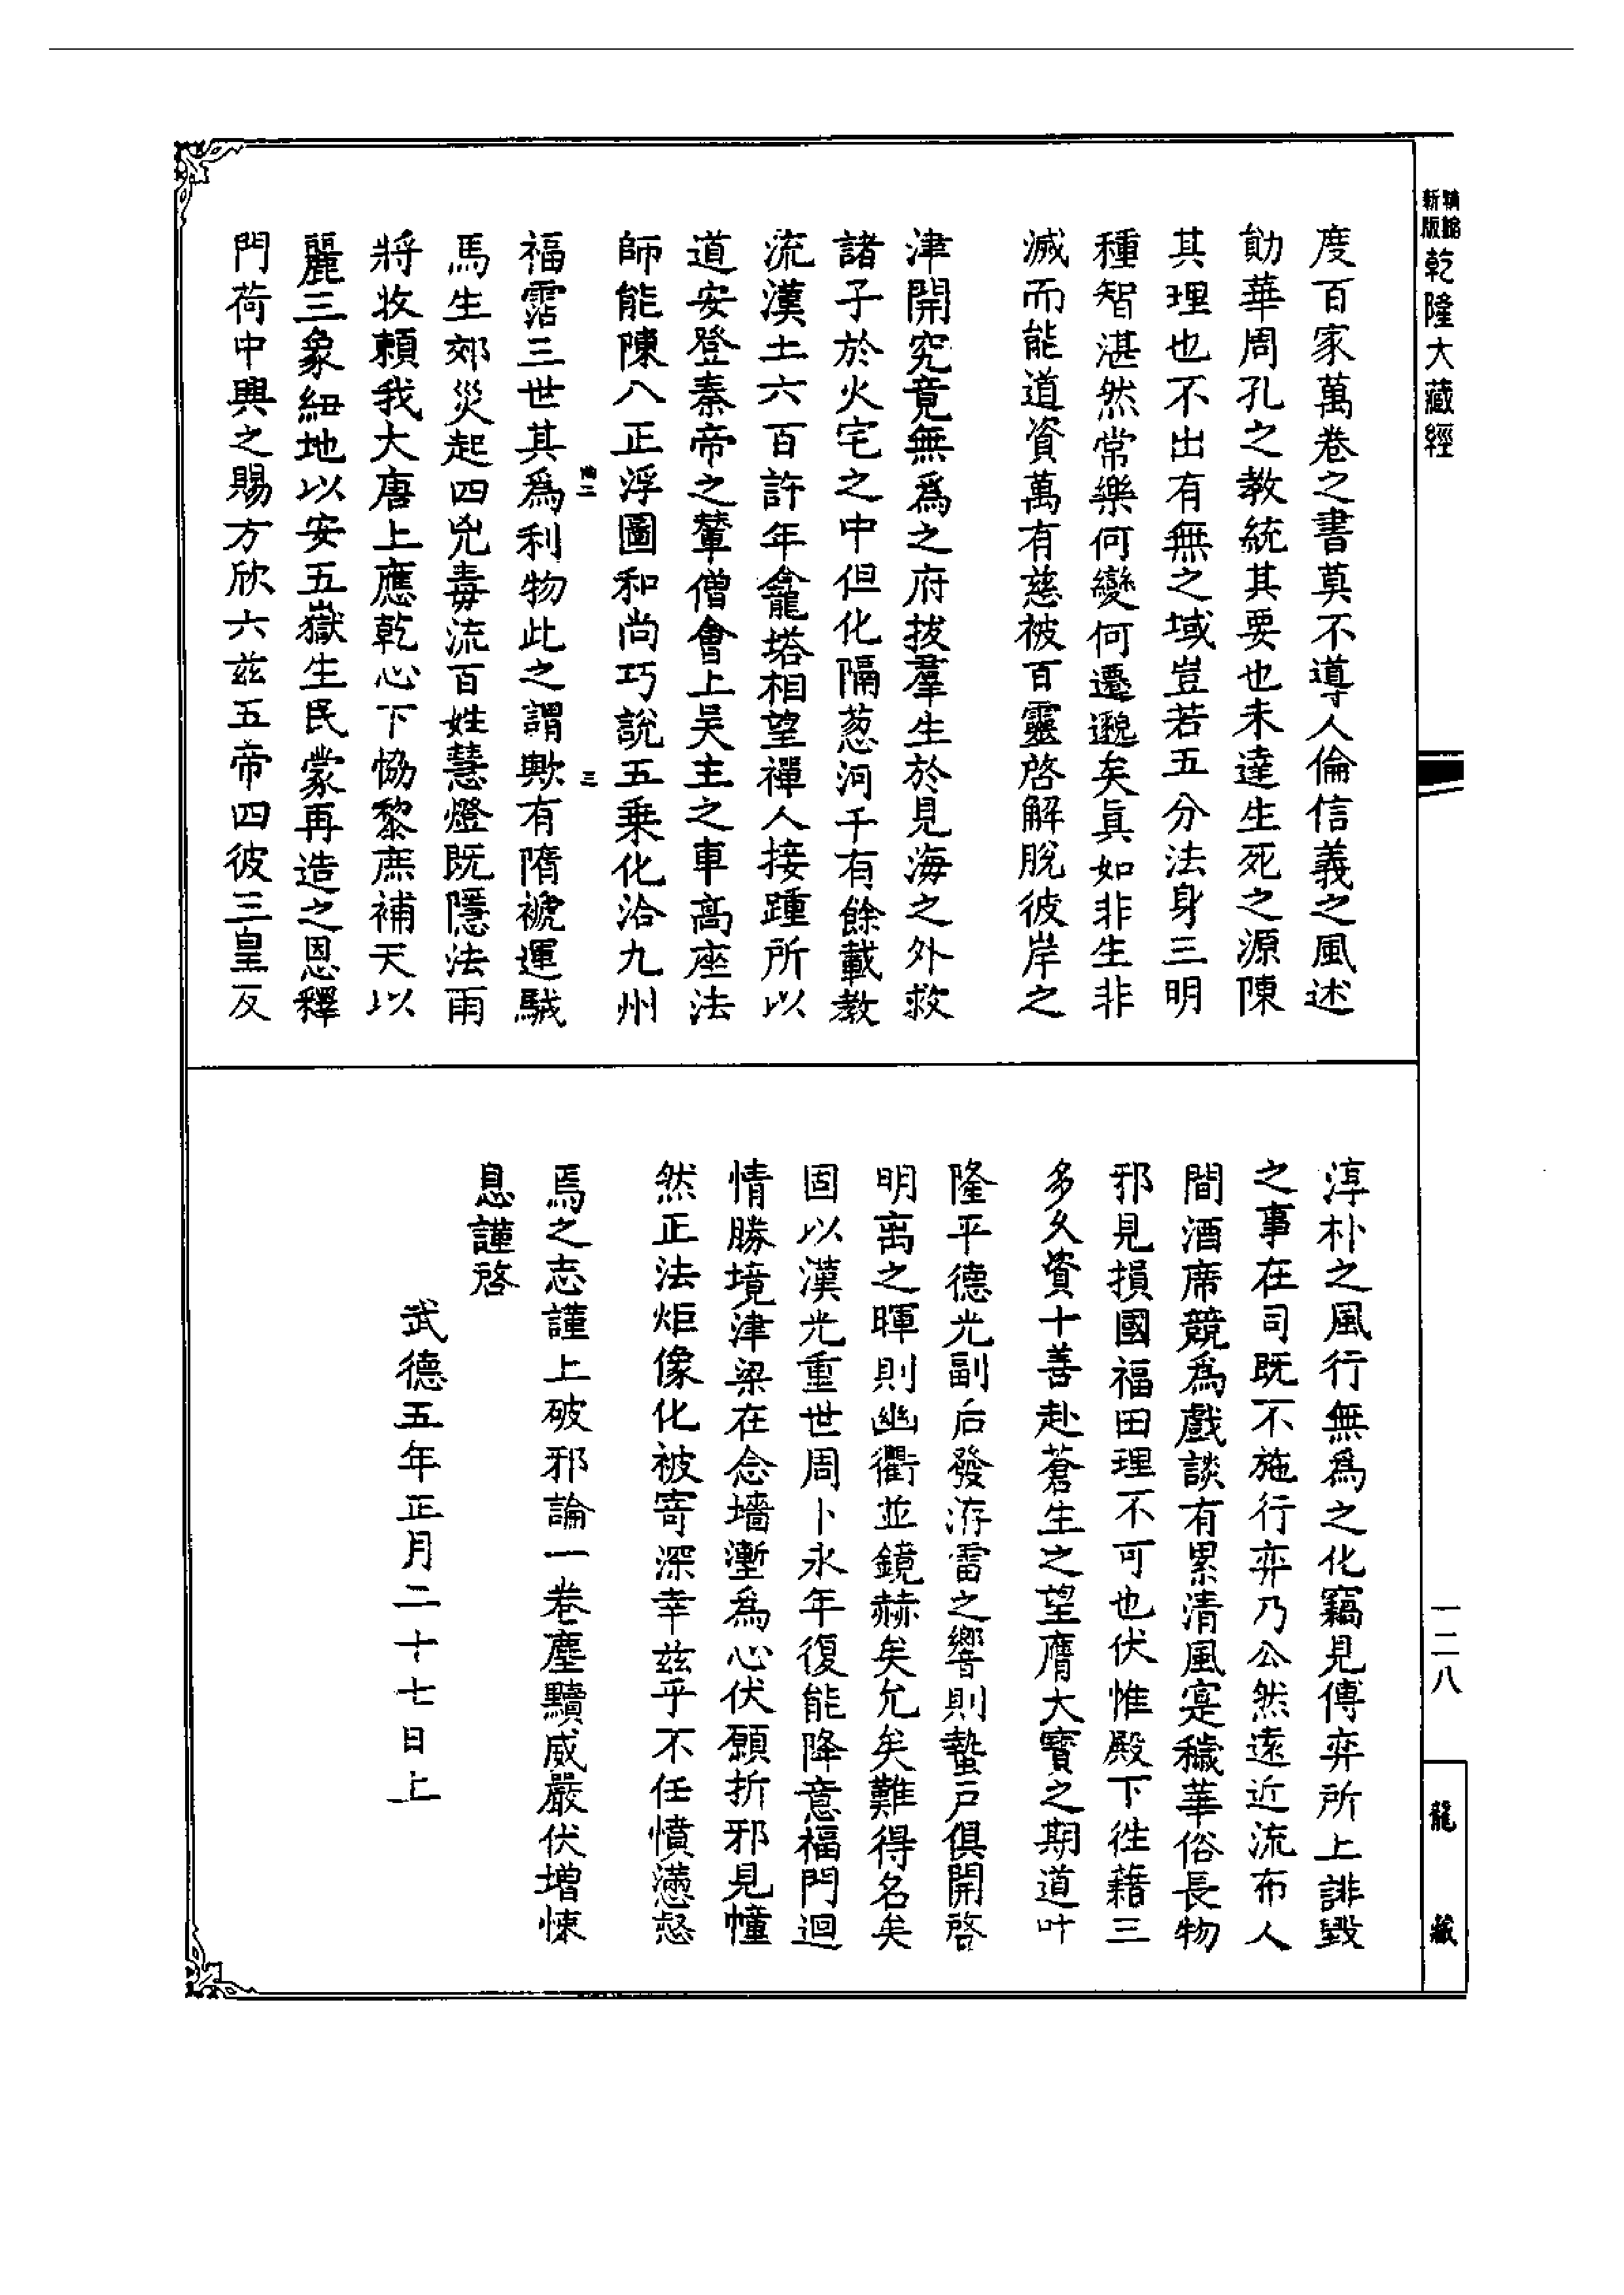 新編縮版乾隆大藏經
度百家萬卷之書莫不導人倫信義之風述
勛華周孔之教統其要也未達生死之源陳
其理也不出有無之域豈若五分法身三明
種智湛然常樂何變何遷邈矣真如非生非
滅而能道資萬有慈被百靈啓解脫彼岸之
津開究竟無為之府拔羣生於見海之外救
諸子於火宅之中但化隔葱河千有餘載教
流漢土六百許年龕塔相望禪人接踵所以
道安登秦帝之輦僧會上吳主之車高座法
師能陳八正浮圖和尚巧說五乘化洽九州
三
福霑三世其為利物此之謂歟有隋褫運駥
馬生郊災起四兇毒流百姓慧燈既隱法雨
將收賴我大唐上應乾心下恊黎庶補天以
麗三象紐地以安五嶽生民蒙再造之恩釋
門荷中興之賜方欣六茲五帝四彼三皇反
淳朴之風行無為之化竊見傅弈所上誹毀
之事在司既不施行弈乃公然遠近流布人
間酒席競為戲談有累清風寔穢華俗長物
邪見損國福田理不可也伏惟殿下往藉三
多久資十善赴蒼生之望膺大寶之期道叶
隆平德光副后發洊雷之響則蟄戶俱開啓
明离之暉則幽衢並鏡赫矣允矣難得名矣
固以漢光重世周卜永年復能降意福門迴
情勝境津梁在念墻壍為心伏願折邪見幢
然正法炬像化被寄深幸茲乎不任憤懣慇
焉之志謹上破邪論一卷塵黷威嚴伏增悚
息謹啓
武德五年正月二十七日上
一二八
龍藏